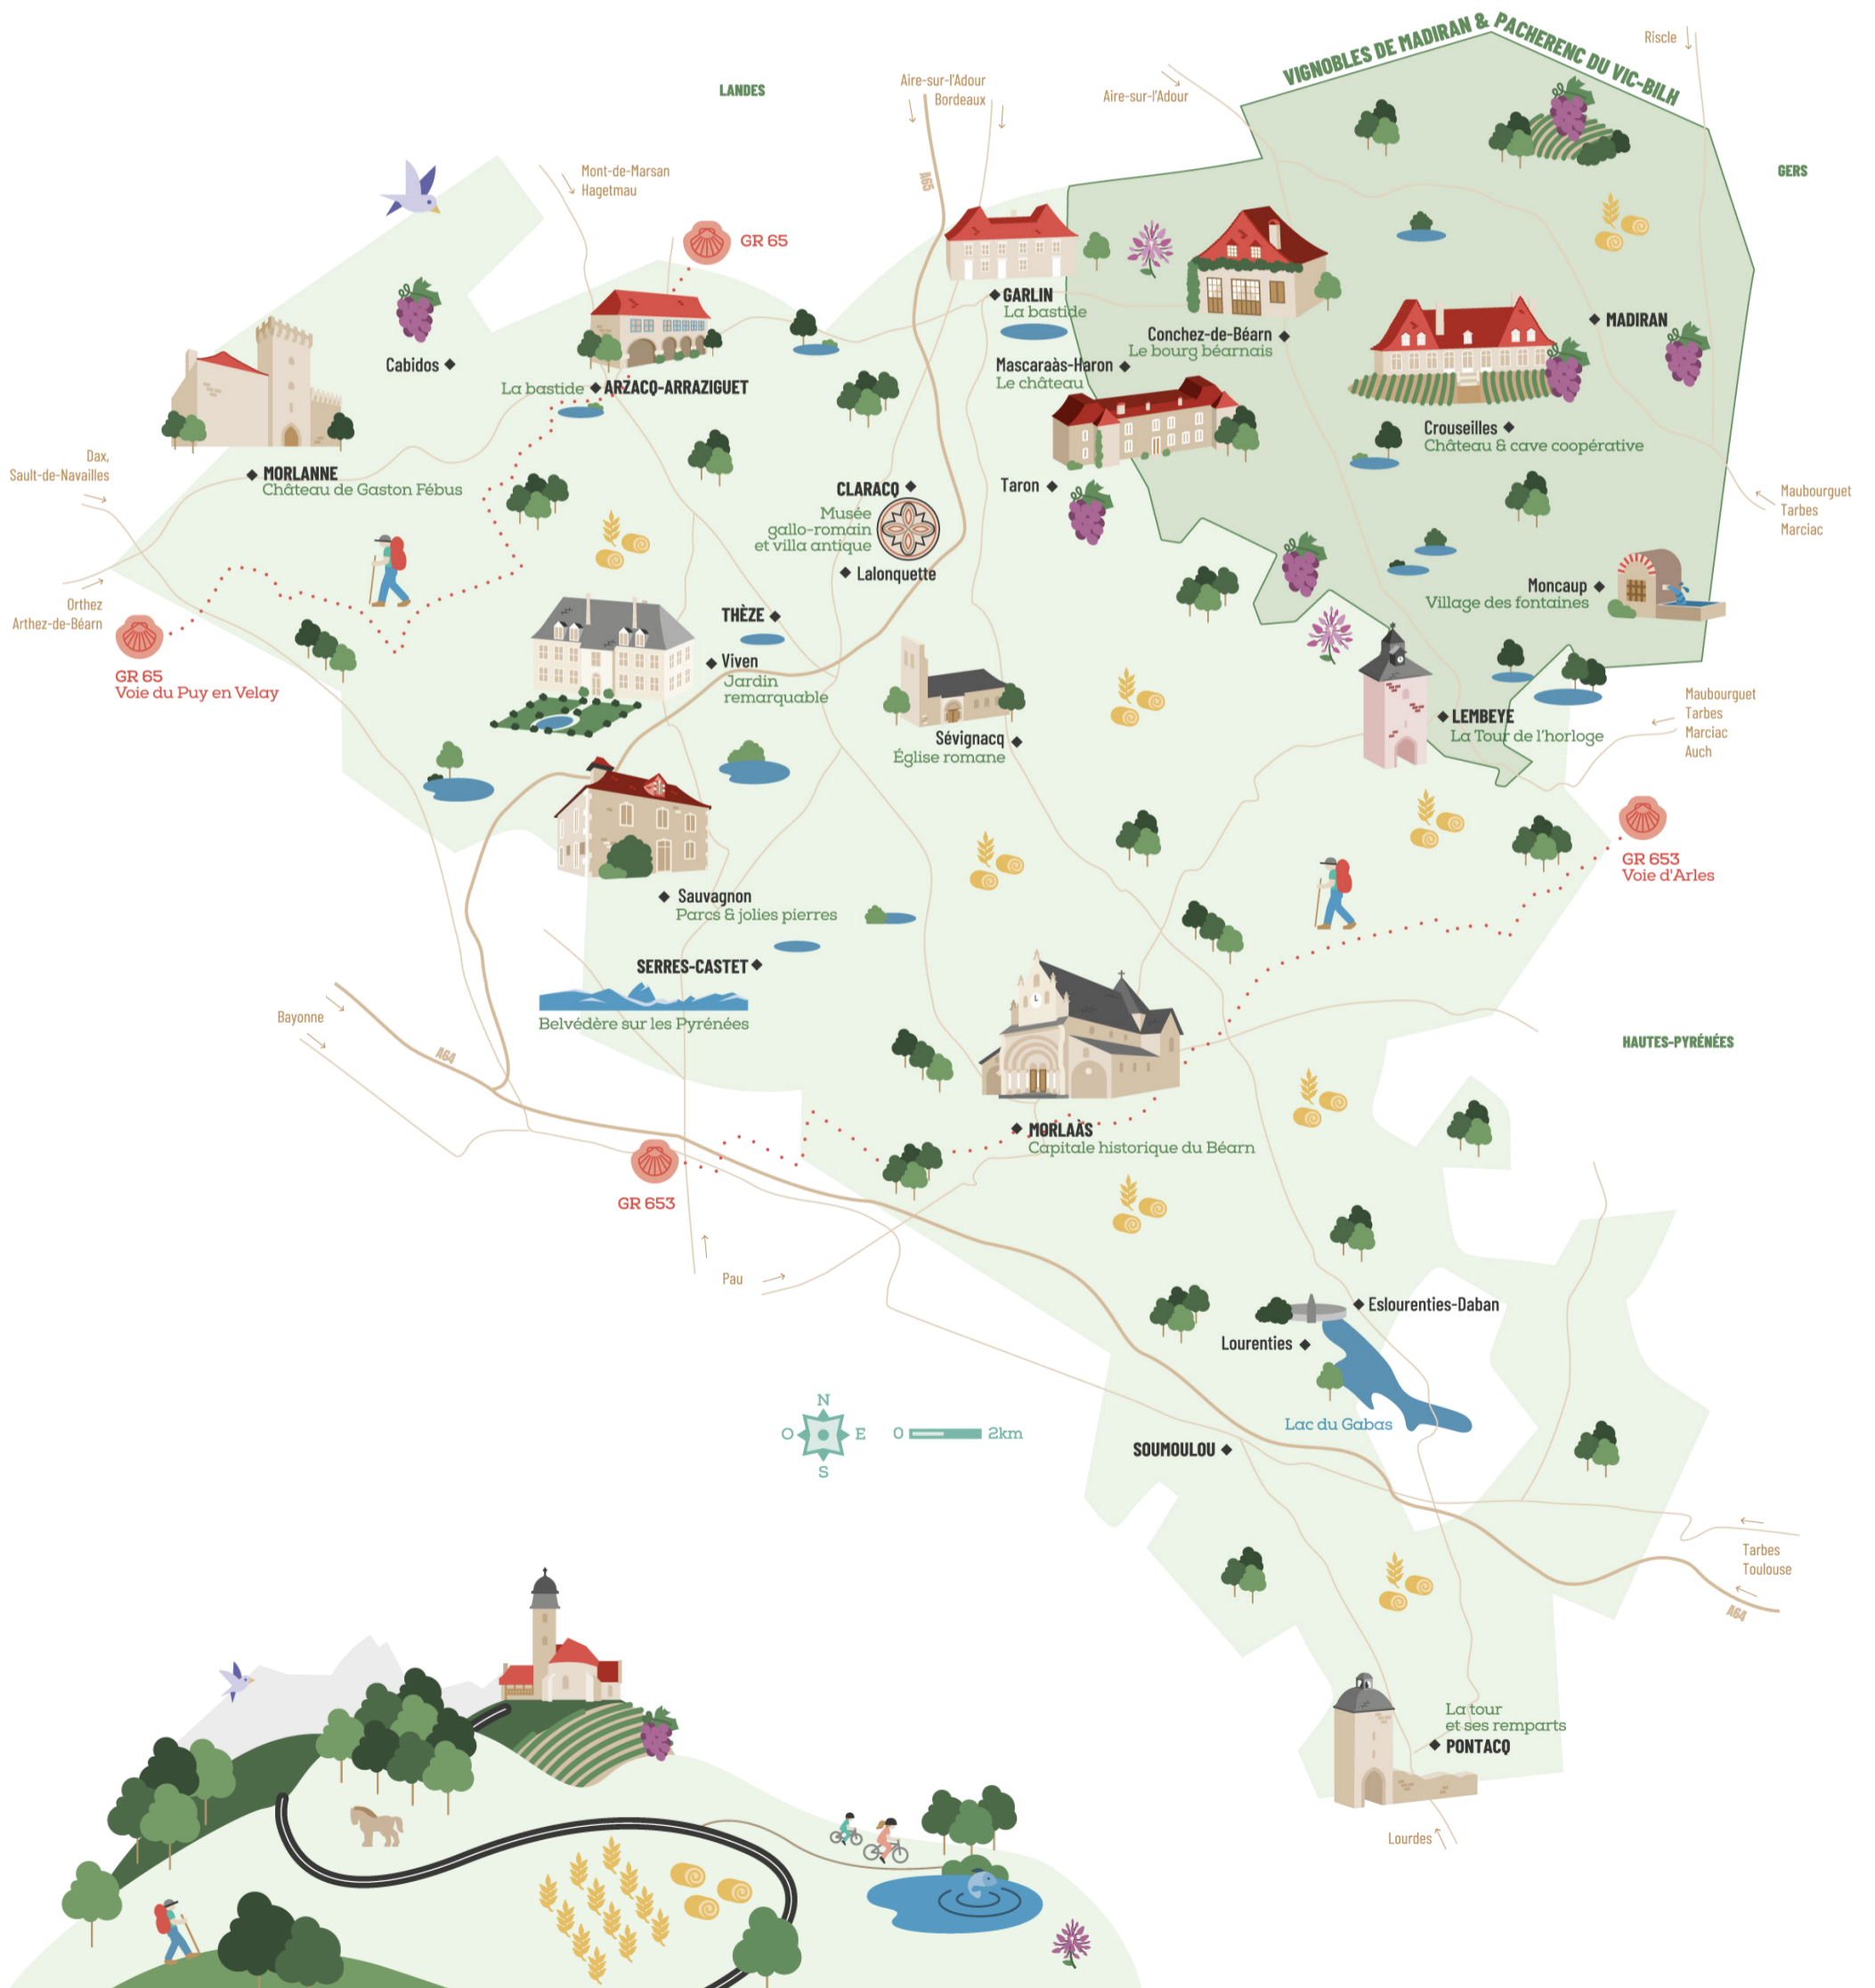 VIGNOBLES DE MADIRAN & PACHERENC DU VIC-BILH
Riscle
LANDES
Aire-sur-l'Adour
Bordeaux
Aire-sur-l'Adour
GERS
Mont-de-Marsan
Hagetmau
A65
GR 65
GARLIN
La bastide
MADIRAN
Conchez-de-Béarn
Le bourg béarnais
Cabidos
Mascaraàs-Haron
Le château
La bastide
ARZACQ-ARRAZIGUET
Crouseilles
Château & cave coopérative
Dax,
Sault-de-Navailles
MORLANNE
Château de Gaston Fébus
CLARACQ
Musée
gallo-romain
et villa antique
Taron
Maubourguet
Tarbes
Marciac
Lalonquette
Moncaup
Village des fontaines
Orthez
Arthez-de-Béarn
THÈZE
GR 65
Voie du Puy en Velay
Viven
Jardin
remarquable
Maubourguet
Tarbes
Marciac
Auch
LEMBEYE
La Tour de l'horloge
Sévignacq
Église romane
GR 653
Voie d'Arles
Sauvagnon
Parcs & jolies pierres
SERRES-CASTET
Belvédère sur les Pyrénées
Bayonne
A64
HAUTES-PYRÉNÉES
MORLAÀS
Capitale historique du Béarn
GR 653
Pau
Eslourenties-Daban
Lourenties
Lac du Gabas
N
O
E
S
0
2km
SOUMOULOU
Tarbes
Toulouse
A64
La tour
et ses remparts
PONTACQ
Lourdes